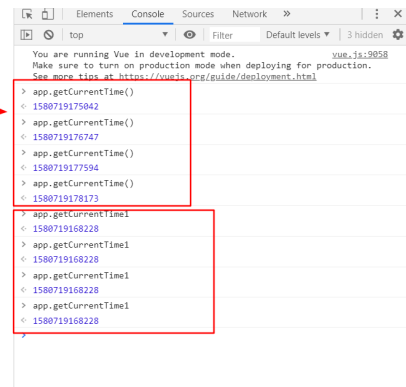 Elements Console Sources Network »
top Filter Default levels ▼ 3 hidden
You are running Vue in development mode. vue.js:9058
Make sure to turn on production mode when deploying for production.
See more tips at https://vuejs.org/guide/deployment.html
> app.getCurrentTime()
1580719175042
> app.getCurrentTime()
1580719176747
> app.getCurrentTime()
1580719177594
> app.getCurrentTime()
1580719178173
> app.getCurrentTime1
1580719168228
> app.getCurrentTime1
1580719168228
> app.getCurrentTime1
1580719168228
> app.getCurrentTime1
1580719168228
>